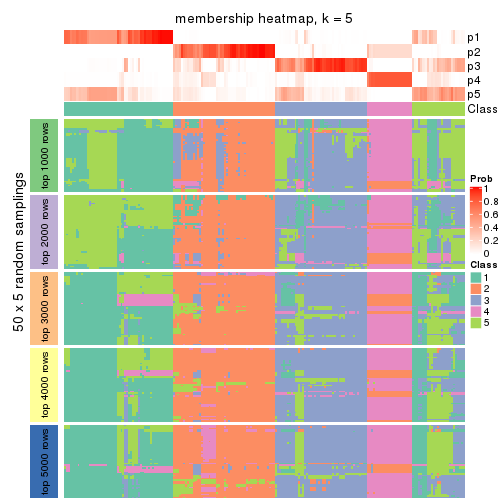 membership heatmap, k = 5
p1
p2
p3
p4
p5
Class
50 x 5 random samplings
top 1000 rows
top 2000 rows
top 3000 rows
top 4000 rows
top 5000 rows
Prob
1
0.8
0.6
0.4
0.2
0
Class
1
2
3
4
5